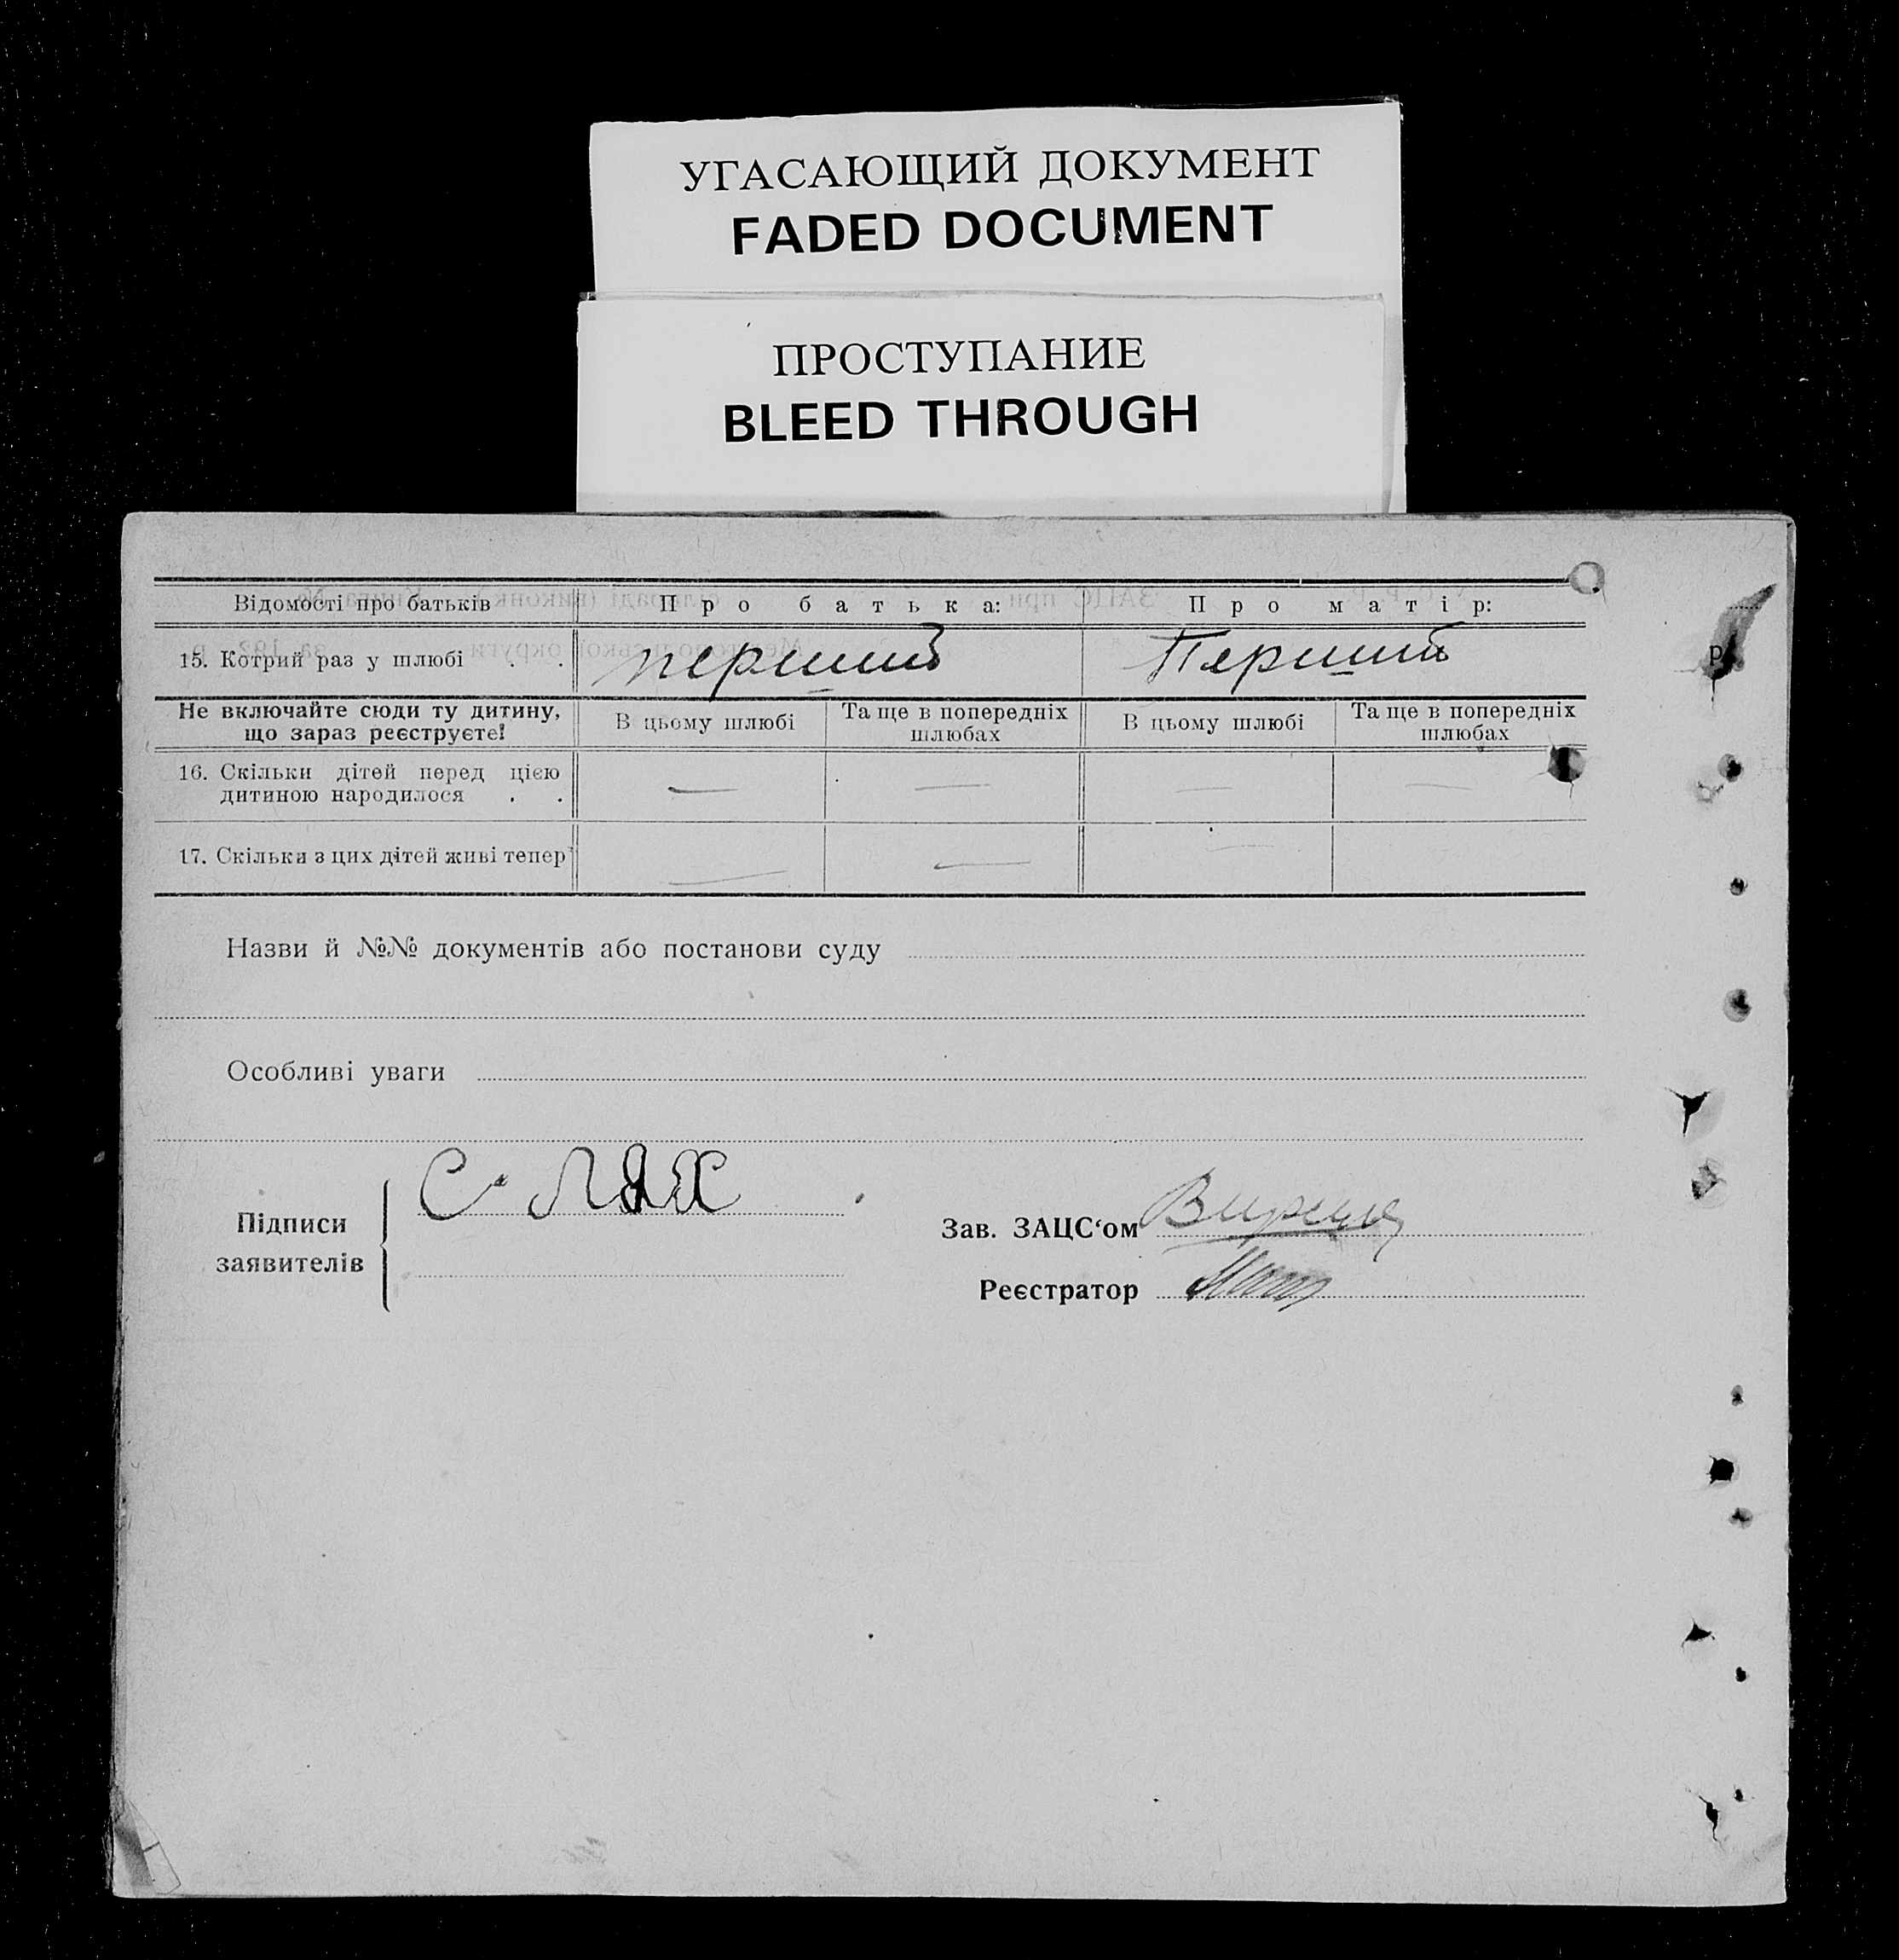 УГАСАЮЩИЙ ДОКУМЕНТ
FADED DOCUMENT
ПРОСТУПАНИЕ
BLEED THROUGH
Відомості про батьків Про батька: Про матір:
15. Котрий раз у шлюбі . . перший Перший
Не включайте сюди ту дитину, що зараз реєструєте! В цьому шлюбі Та ще в попередніх шлюбах В цьому шлюбі Та ще в попередніх шлюбах
16. Скільки дітей перед цією
дитиною народилося . . — — — —
17. Скільки з цих дітей живі тепер — — —
Назви й №№ документів або постанови суду
Особливі уваги
Підписи заявителів С. Лях
Зав. ЗАЦС‘ом
Реєстратор